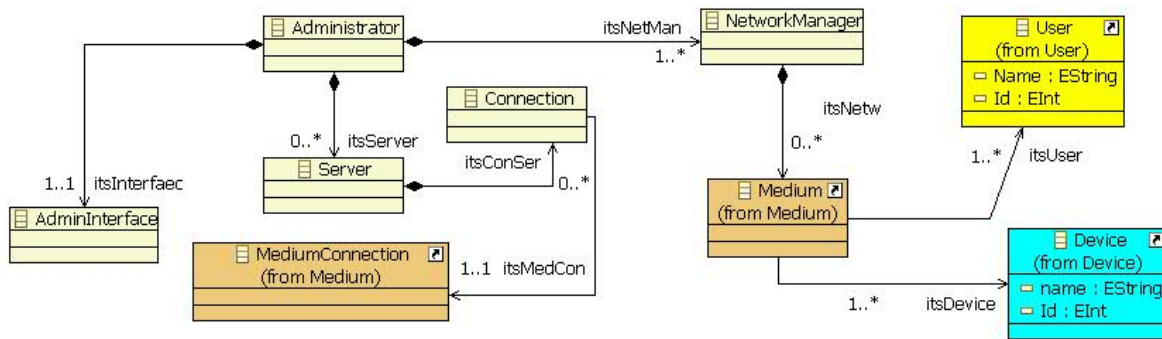 Administrator
itsNetMan
1..*
NetworkManager
User
(from User)
Name : EString
Id : EInt
Connection
itsNetw
0..*
0..*
itsServer
itsConSer
0..*
1..*
itsUser
Server
1..1
itsInterfaec
AdminInterface
Medium
(from Medium)
MediumConnection
(from Medium)
1..1
itsMedCon
Device
(from Device)
name : EString
Id : EInt
1..*
itsDevice